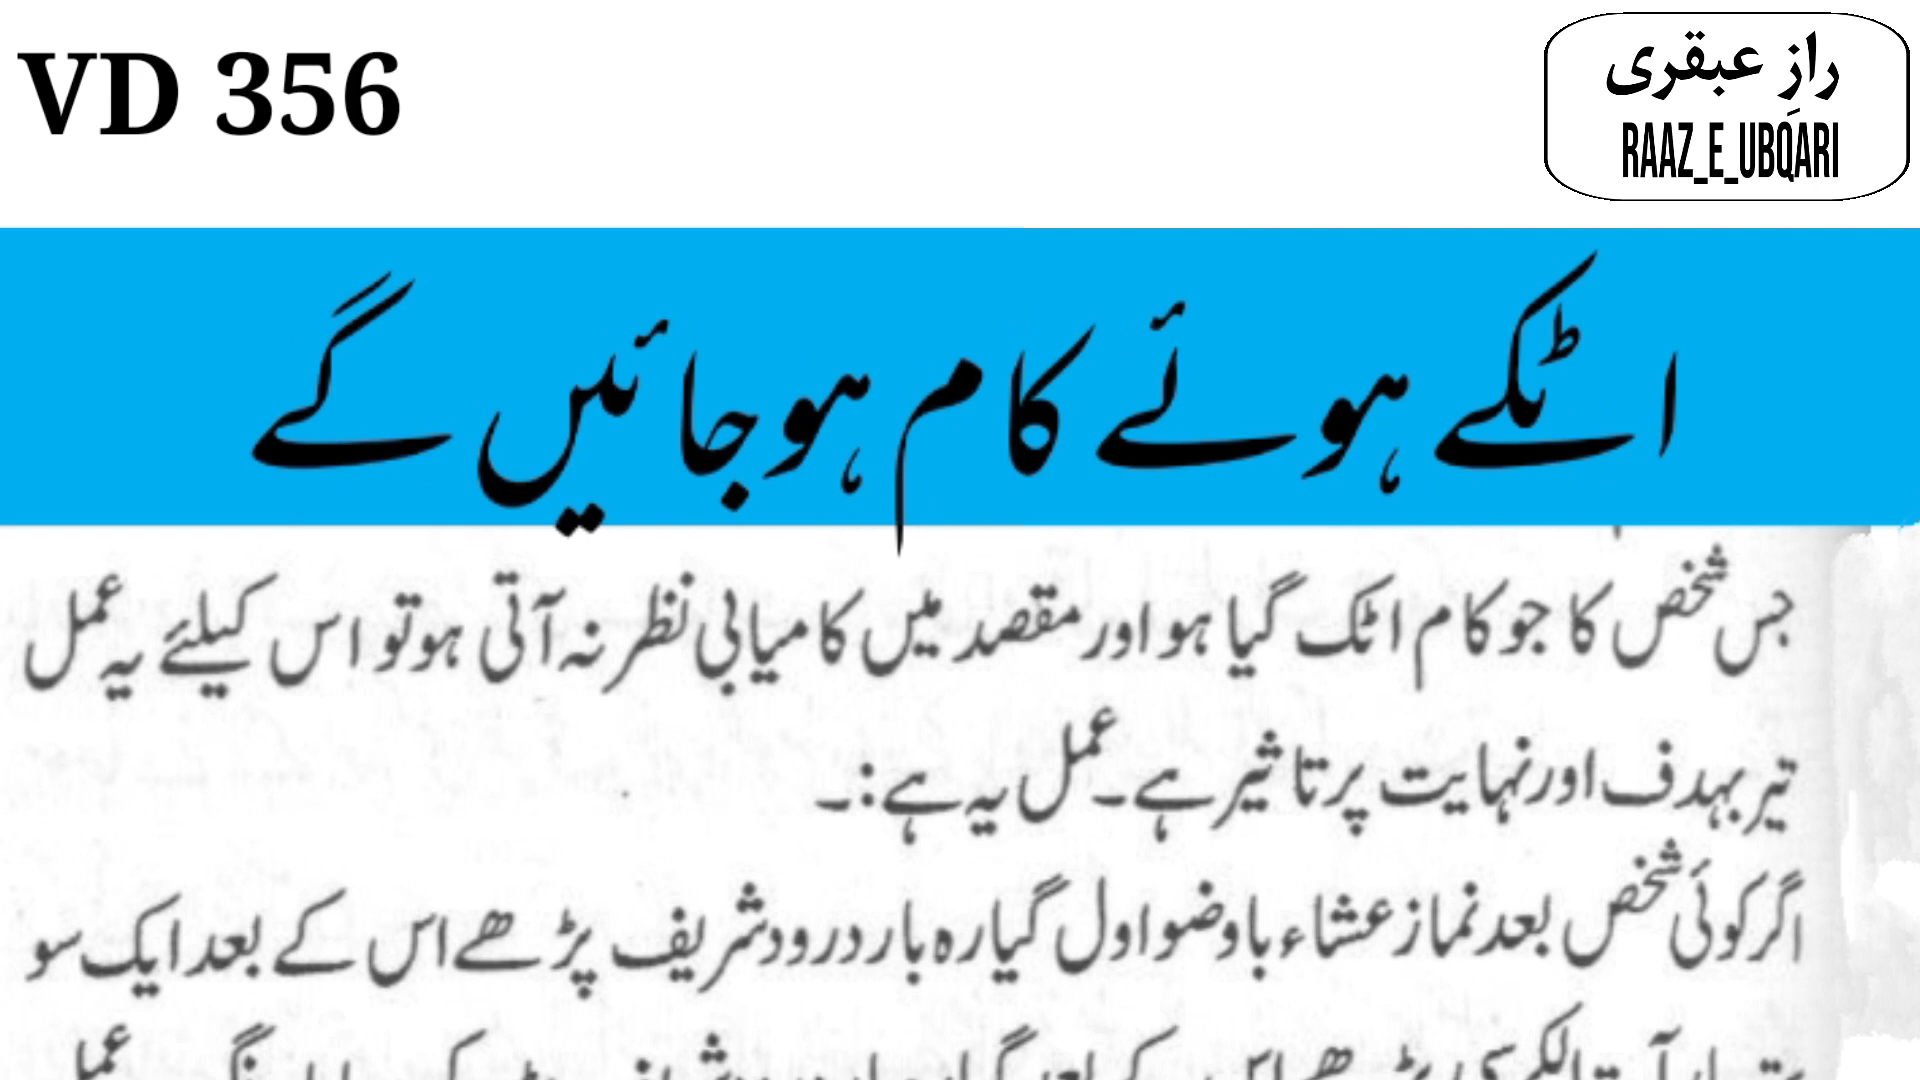 VD 356
رازِ عبقری
RAAZ_E_UBQARI
اٹکے ہوئے کام ہوجائیں گے
جس شخص کا جو کام اٹک گیا ہو اور مقصد میں کامیابی نظر نہ آتی ہو تو اس کیلئے یہ عمل
تیر بہدف اور نہایت پر تاثیر ہے۔ عمل یہ ہے:۔
اگر کوئی شخص بعد نماز عشاء باوضو اول گیارہ بار درود شریف پڑھے اس کے بعد ایک سو